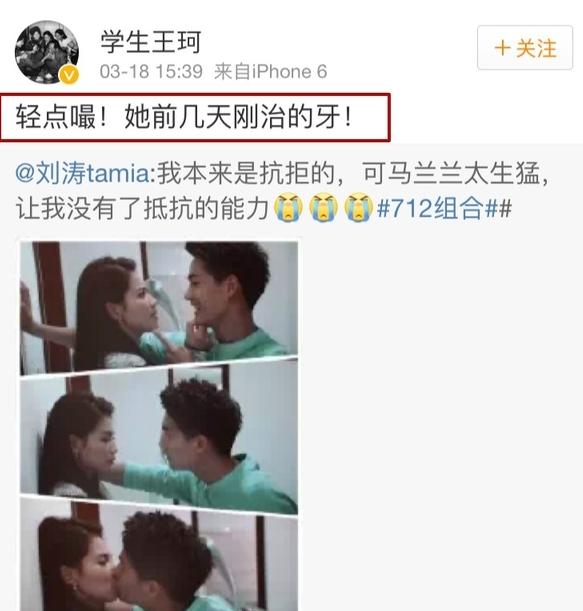 学生王珂
+关注
03-18 15:39 来自iPhone 6
轻点嘬！她前几天刚治的牙！
@刘涛tamia:我本来是抗拒的，可马兰兰太生猛，
让我没有了抵抗的能力😭😭😭#712组合##